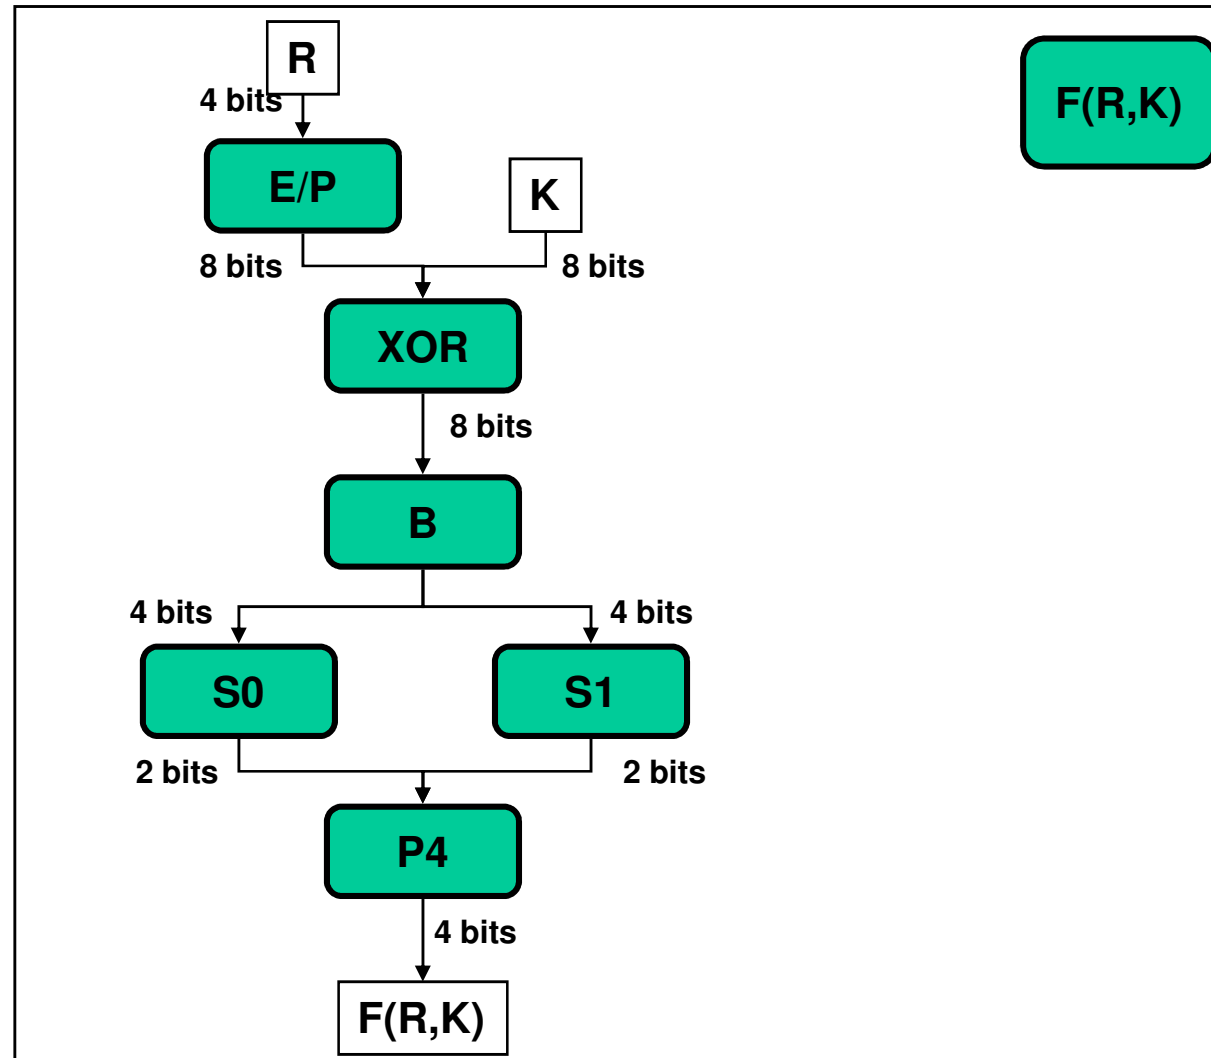 R
F(R,K)
4 bits
E/P
K
8 bits
8 bits
XOR
8 bits
B
4 bits
4 bits
S0
S1
2 bits
2 bits
P4
4 bits
F(R,K)